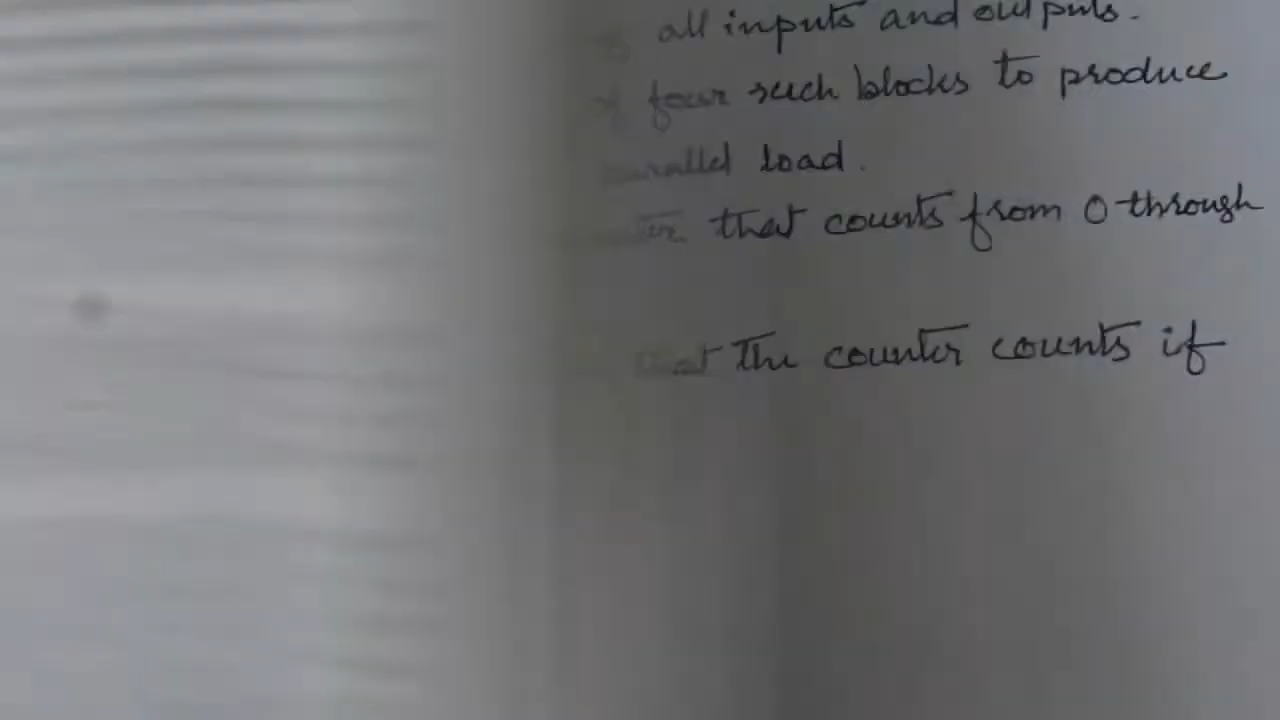 all inputs and outputs.
four such blocks to produce
load.
that counts from 0 through
that the counter counts if